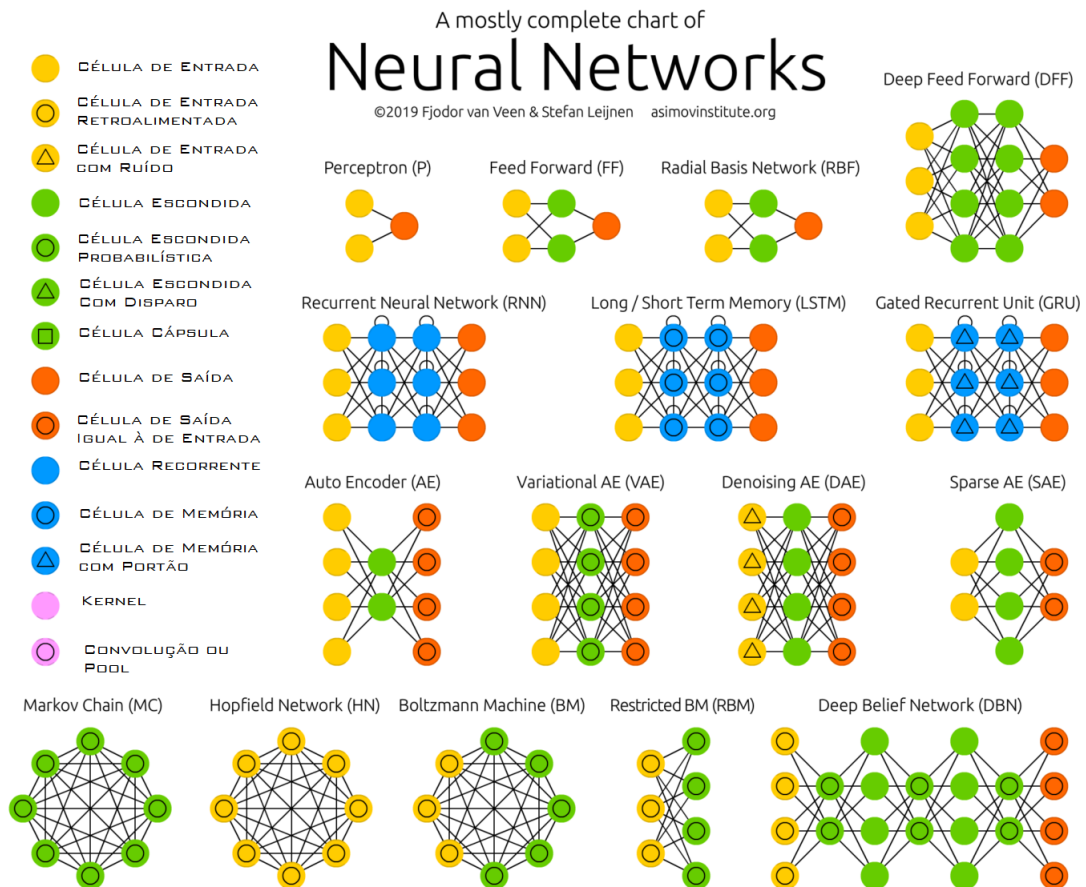 A mostly complete chart of
Neural Networks
©2019 Fjodor van Veen & Stefan Leijnen asimovinstitute.org
Célula de Entrada
Célula de Entrada
Retroalimentada
Célula de Entrada
com Ruído
Célula Escondida
Célula Escondida
Probabilística
Célula Escondida
Com Disparo
Célula Cápsula
Célula de Saída
Célula de Saída
Igual à de Entrada
Célula Recorrente
Célula de Memória
Célula de Memória
com Portão
Kernel
Convolução ou
Pool
Deep Feed Forward (DFF)
Perceptron (P)
Feed Forward (FF)
Radial Basis Network (RBF)
Recurrent Neural Network (RNN)
Long / Short Term Memory (LSTM)
Gated Recurrent Unit (GRU)
Auto Encoder (AE)
Variational AE (VAE)
Denoising AE (DAE)
Sparse AE (SAE)
Markov Chain (MC)
Hopfield Network (HN)
Boltzmann Machine (BM)
Restricted BM (RBM)
Deep Belief Network (DBN)